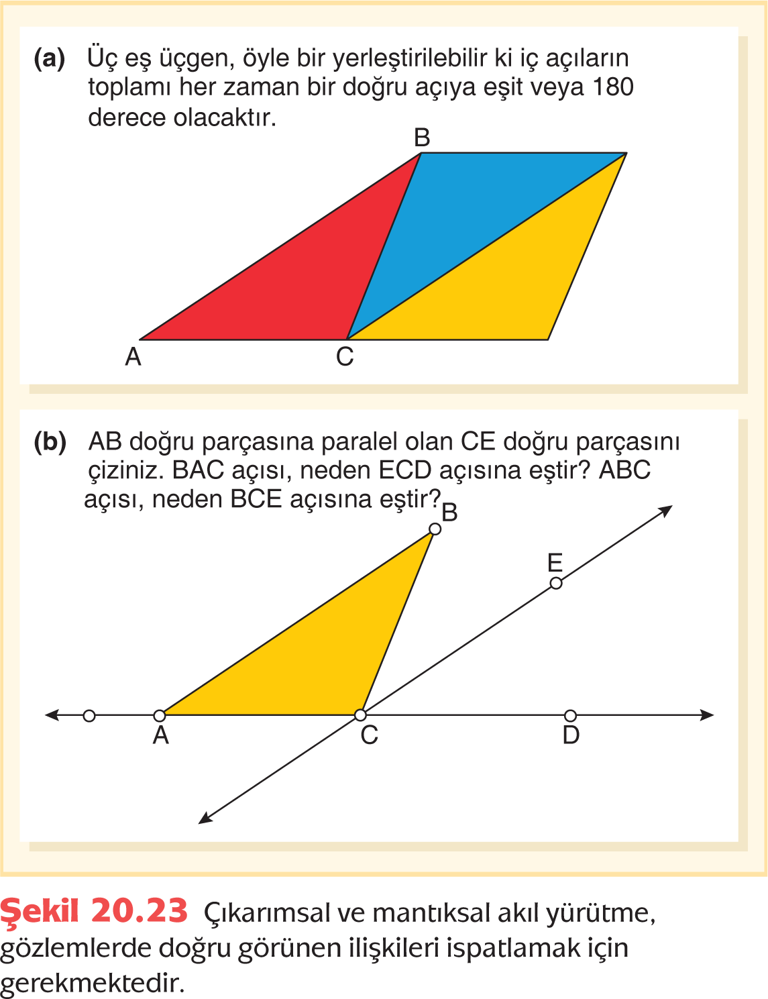 (a) Üç eş üçgen, öyle bir yerleştirilebilir ki iç açıların
toplamı her zaman bir doğru açıya eşit veya 180
derece olacaktır.
B
A
C
(b) AB doğru parçasına paralel olan CE doğru parçasını
çiziniz. BAC açısı, neden ECD açısına eştir? ABC
açısı, neden BCE açısına eştir?
B
E
A
C
D
Şekil 20.23 Çıkarımsal ve mantıksal akıl yürütme,
gözlemlerde doğru görünen ilişkileri ispatlamak için
gerekmektedir.